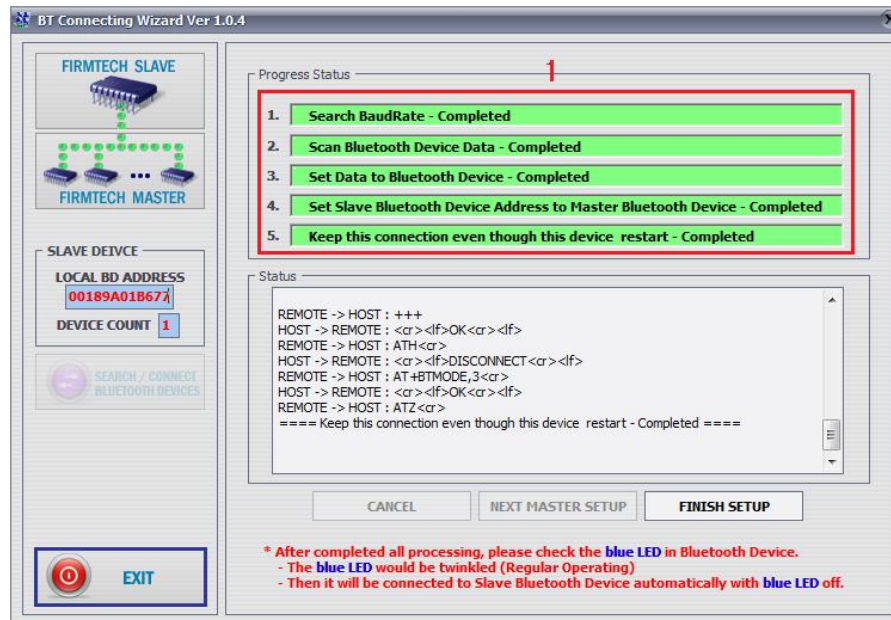 BT Connecting Wizard Ver 1.0.4
FIRMTECH SLAVE
FIRMTECH MASTER
SLAVE DEIVCE
LOCAL BD ADDRESS
00189A01B677
DEVICE COUNT 1
SEARCH / CONNECT
BLUETOOTH DEVICES
EXIT
Progress Status
1
1. Search BaudRate - Completed
2. Scan Bluetooth Device Data - Completed
3. Set Data to Bluetooth Device - Completed
4. Set Slave Bluetooth Device Address to Master Bluetooth Device - Completed
5. Keep this connection even though this device restart - Completed
Status
REMOTE -> HOST : +++
HOST -> REMOTE : <cr><lf>OK<cr><lf>
REMOTE -> HOST : ATH<cr>
HOST -> REMOTE : <cr><lf>DISCONNECT<cr><lf>
REMOTE -> HOST : AT+BTMODE,3<cr>
HOST -> REMOTE : <cr><lf>OK<cr><lf>
REMOTE -> HOST : ATZ<cr>
==== Keep this connection even though this device restart - Completed ====
CANCEL
NEXT MASTER SETUP
FINISH SETUP
* After completed all processing, please check the blue LED in Bluetooth Device.
- The blue LED would be twinkled (Regular Operating)
- Then it will be connected to Slave Bluetooth Device automatically with blue LED off.